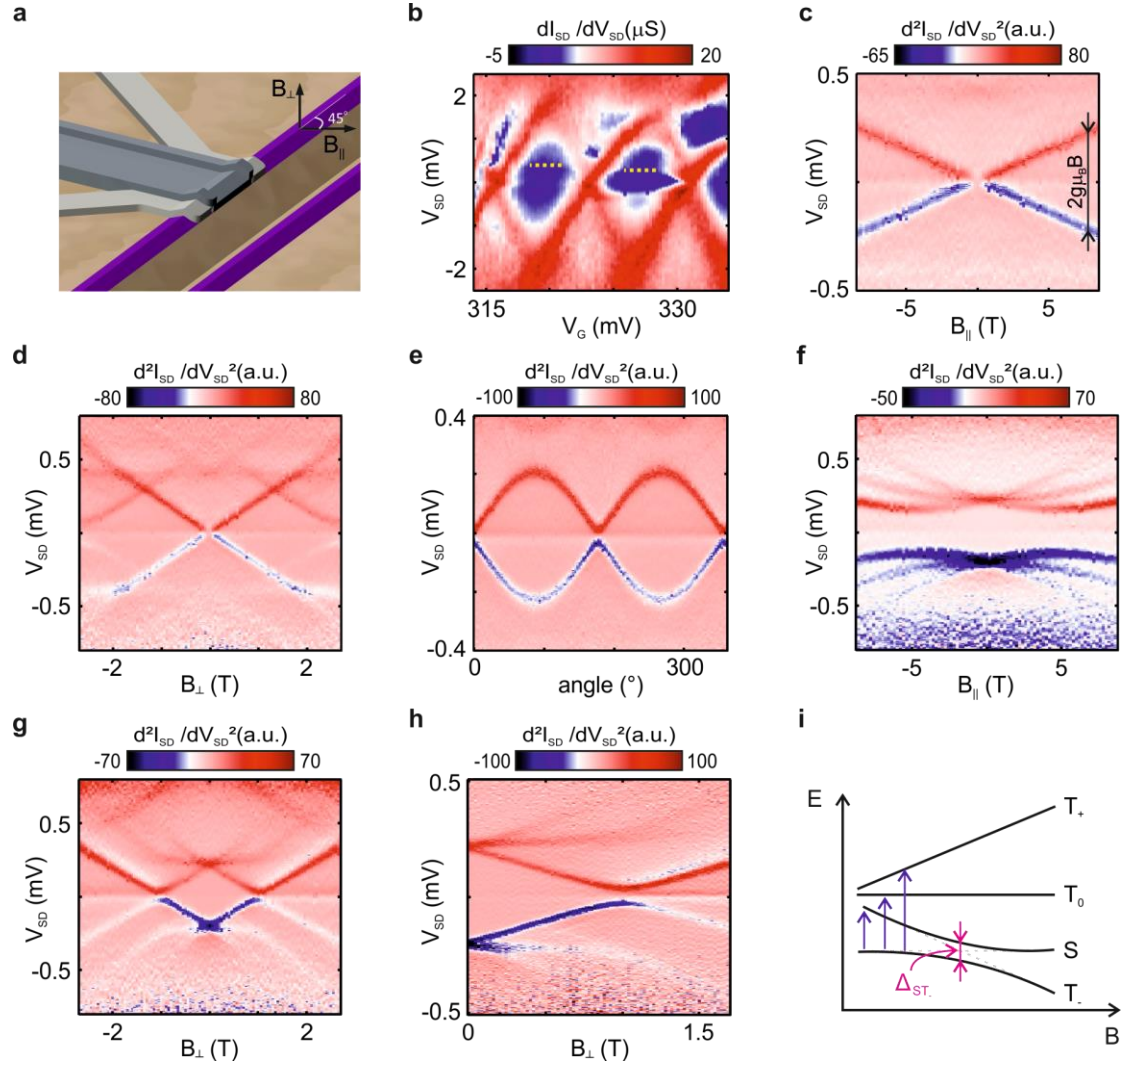 a
B⊥
45°
B||
b
dI_SD /dV_SD(μS)
-5 20
2
V_SD (mV)
-2
315 330
V_G (mV)
c
d²I_SD /dV_SD²(a.u.)
-65 80
0.5
V_SD (mV)
2gμ_BB
-0.5
-5 5
B|| (T)
d
d²I_SD /dV_SD²(a.u.)
-80 80
0.5
V_SD (mV)
-0.5
-2 2
B⊥ (T)
e
d²I_SD /dV_SD²(a.u.)
-100 100
0.4
V_SD (mV)
-0.4
0 300
angle (°)
f
d²I_SD /dV_SD²(a.u.)
-50 70
0.5
V_SD (mV)
-0.5
-5 5
B|| (T)
g
d²I_SD /dV_SD²(a.u.)
-70 70
0.5
V_SD (mV)
-0.5
-2 2
B⊥ (T)
h
d²I_SD /dV_SD²(a.u.)
-100 100
0.5
V_SD (mV)
-0.5
0 1.5
B⊥ (T)
i
E
T₊
T₀
S
Δ_ST₋
T₋
B